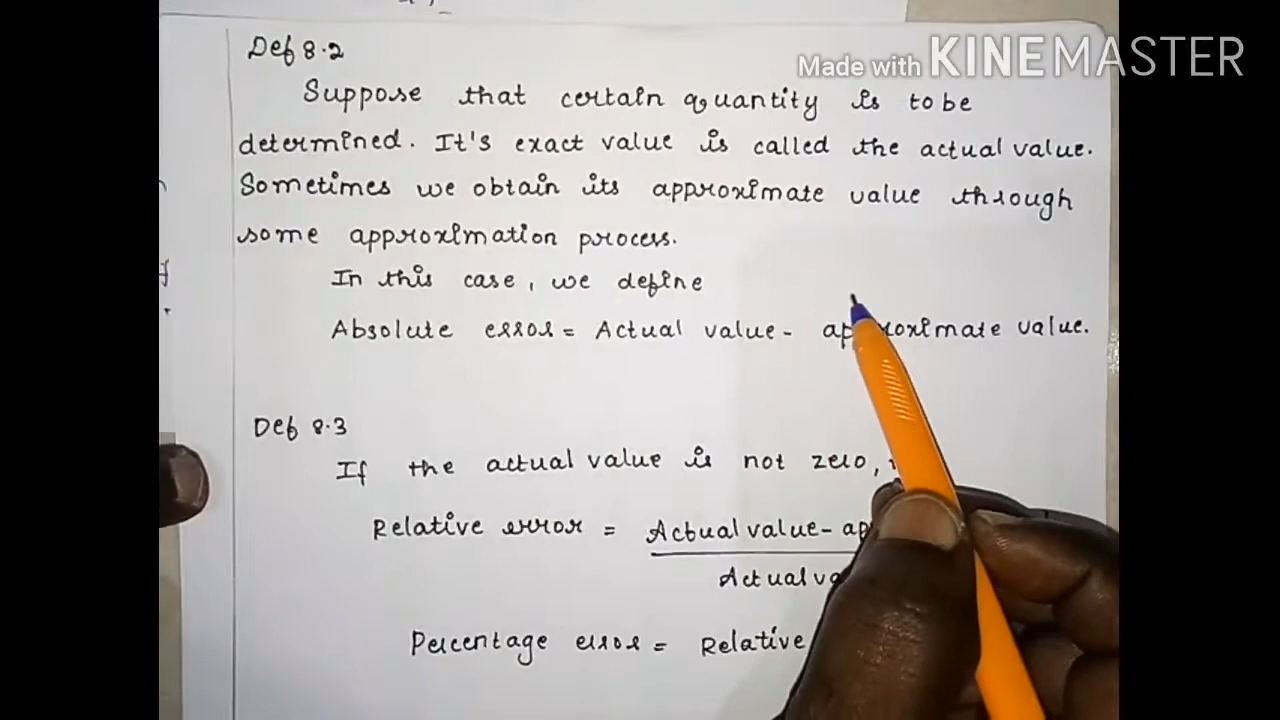 Def 8.2
Made with KINEMASTER
Suppose that certain quantity is to be
determined. It's exact value is called the actual value.
Sometimes we obtain its approximate value through
some approximation process.
In this case, we define
Absolute error = Actual value - approximate value.
Def 8.3
If the actual value is not zero,
Relative error = Actual value -
Actual
Percentage error = Relative